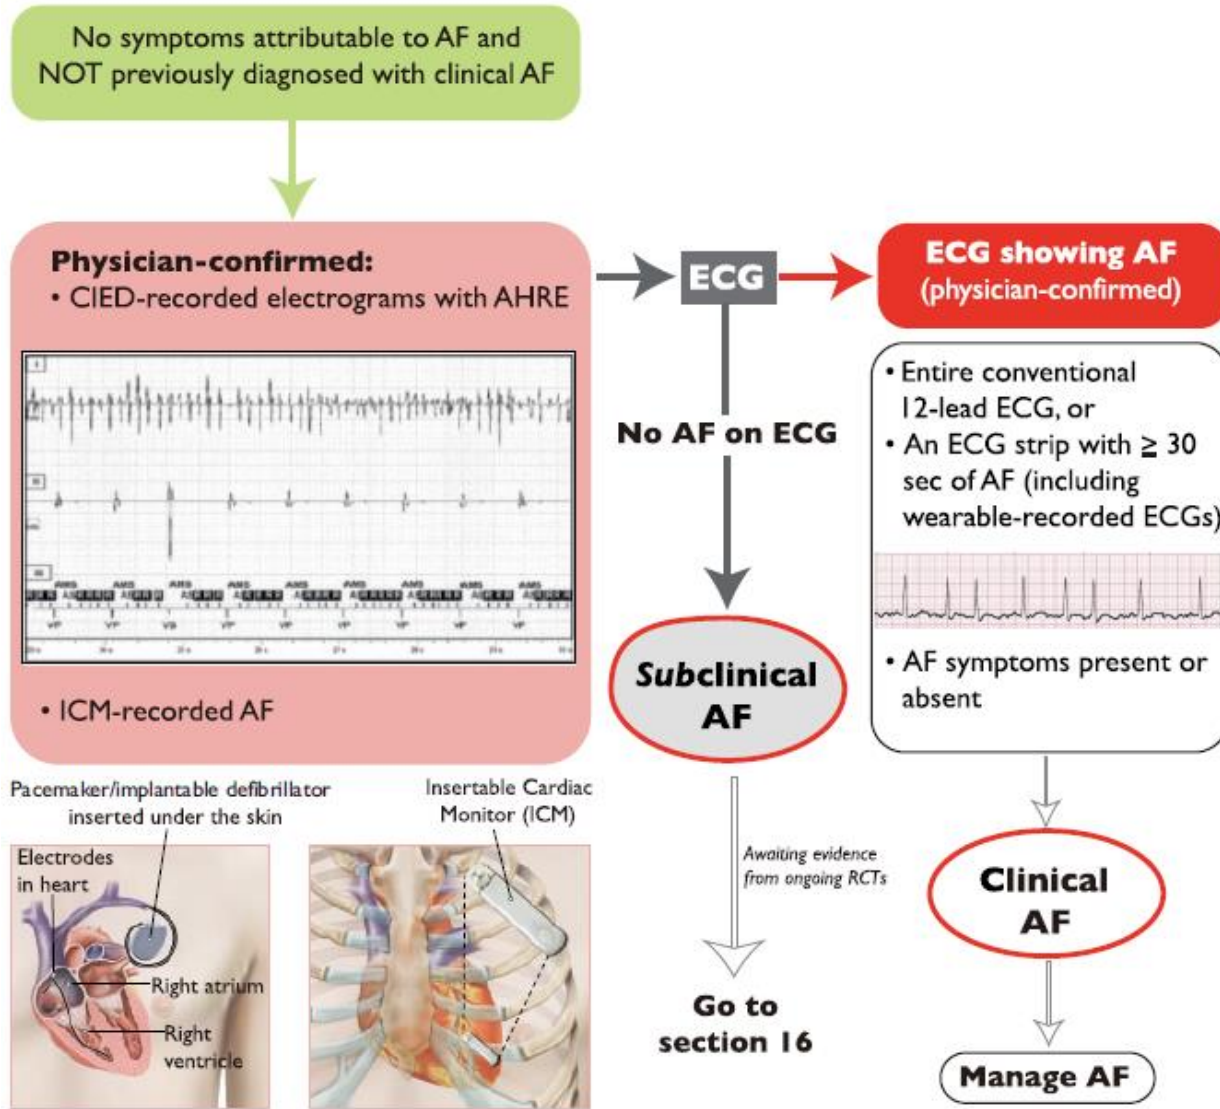 No symptoms attributable to AF and
NOT previously diagnosed with clinical AF
Physician-confirmed:
• CIED-recorded electrograms with AHRE
• ICM-recorded AF
ECG
No AF on ECG
Subclinical
AF
Awaiting evidence
from ongoing RCTs
Go to
section 16
ECG showing AF
(physician-confirmed)
• Entire conventional
12-lead ECG, or
• An ECG strip with ≥ 30
sec of AF (including
wearable-recorded ECGs)
• AF symptoms present or
absent
Clinical
AF
Manage AF
Pacemaker/implantable defibrillator
inserted under the skin
Electrodes
in heart
Right atrium
Right
ventricle
Insertable Cardiac
Monitor (ICM)